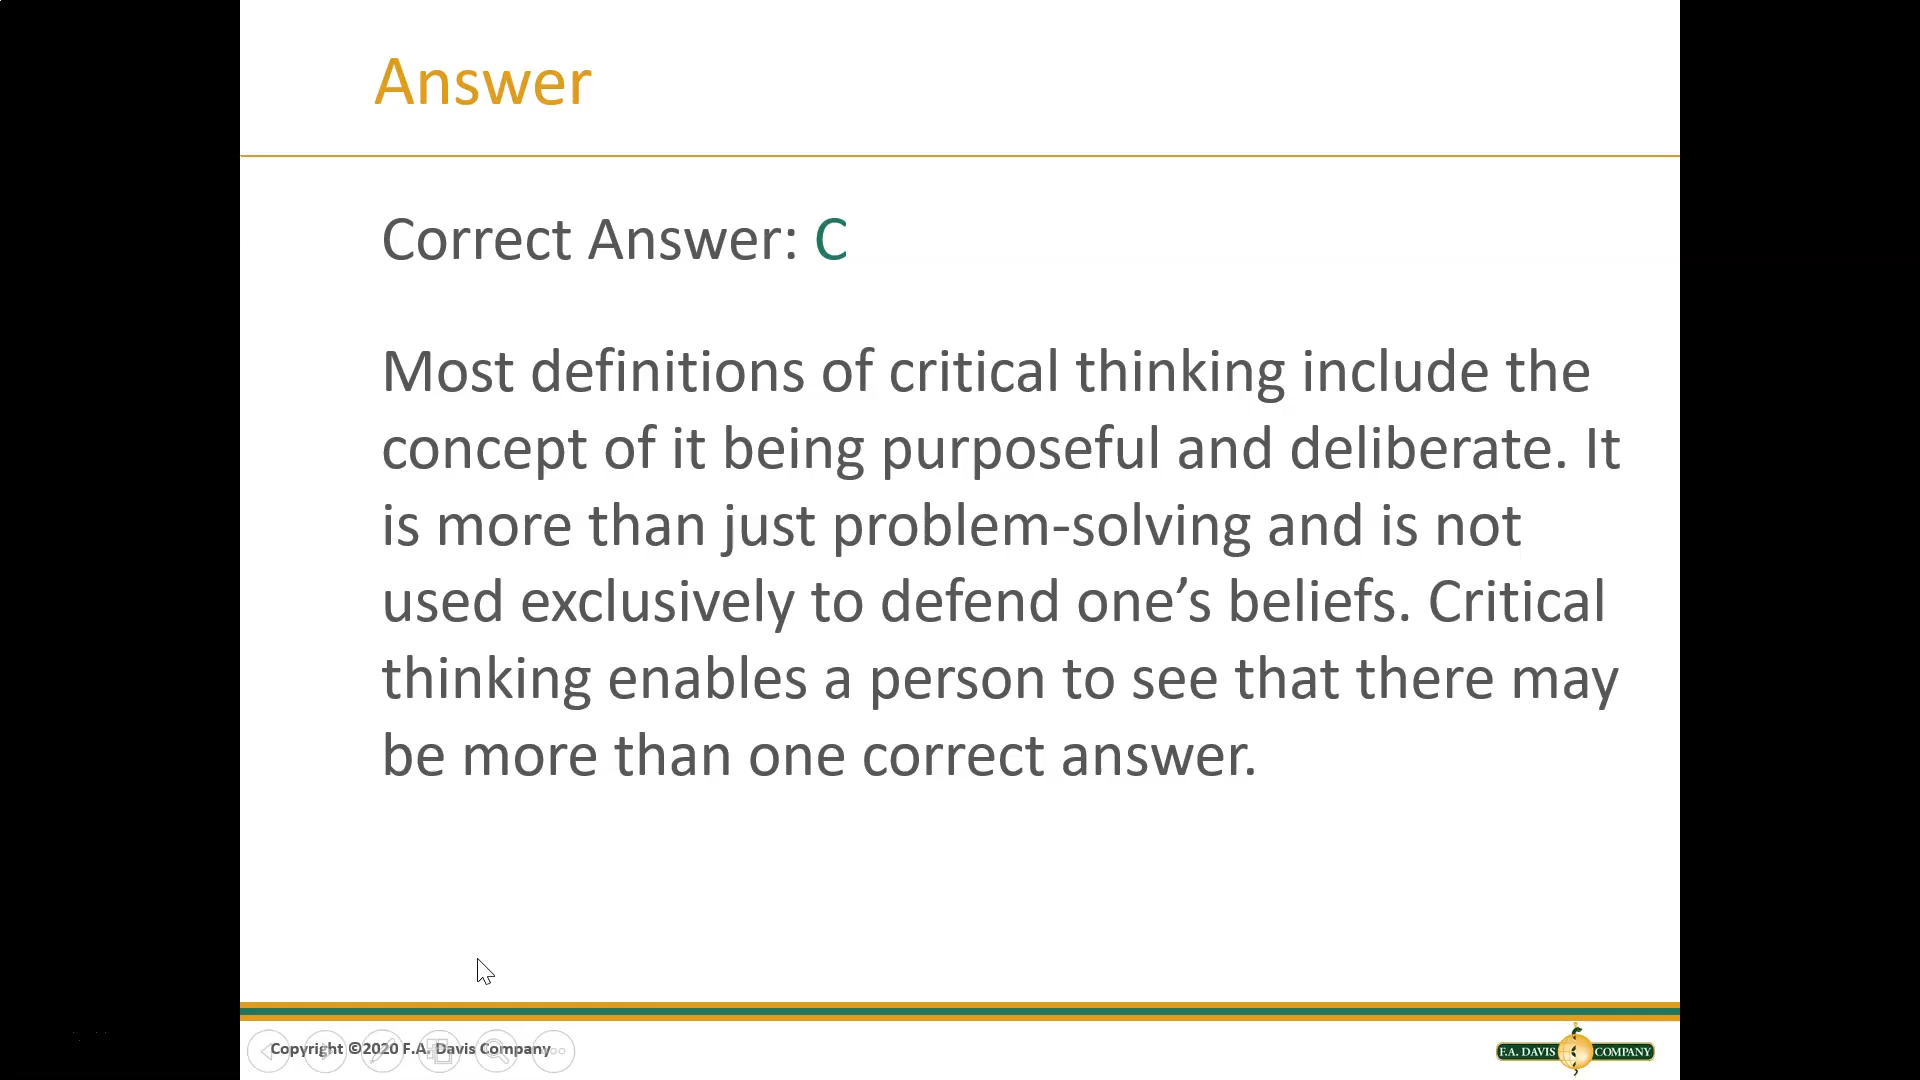 Answer
Correct Answer: C
Most definitions of critical thinking include the
concept of it being purposeful and deliberate. It
is more than just problem-solving and is not
used exclusively to defend one’s beliefs. Critical
thinking enables a person to see that there may
be more than one correct answer.
Copyright ©2020 F.A. Davis Company
F.A. DAVIS COMPANY